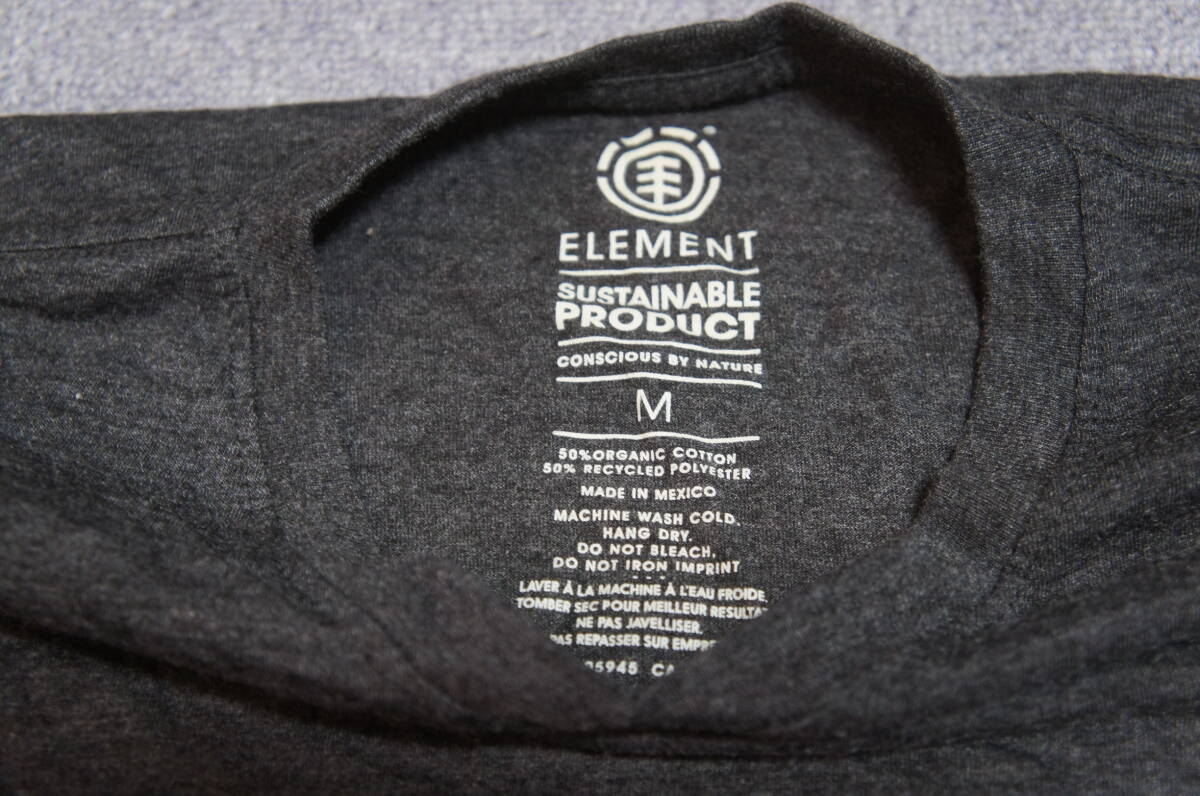 ELEMENT
SUSTAINABLE
PRODUCT
CONSCIOUS BY NATURE
M
50% ORGANIC COTTON
50% RECYCLED POLYESTER
MADE IN MEXICO
MACHINE WASH COLD.
HANG DRY.
DO NOT BLEACH.
DO NOT IRON IMPRINT
LAVER À LA MACHINE À L'EAU FROIDE.
TOMBER SEC POUR MEILLEUR
NE PAS JAVELLISER.
REPASSER SUR